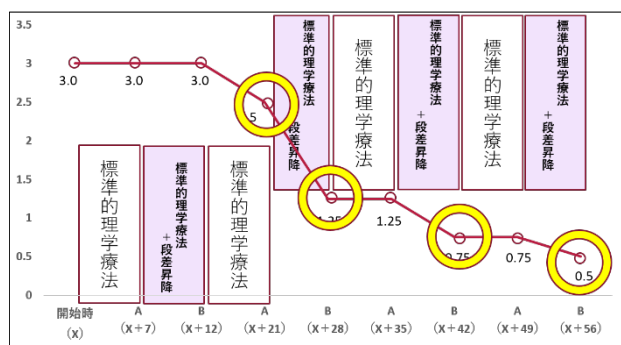 3.5
3
2.5
2
1.5
1
0.5
0
3.0
3.0
3.0
5
1.25
1.25
0.75
0.75
0.5
標準的理学療法
標準的理学療法
+段差昇降
標準的理学療法
標準的理学療法
段差昇降
標準的理学療法
標準的理学療法
+段差昇降
標準的理学療法
標準的理学療法
+段差昇降
開始時
(X)
A
(X+7)
B
(X+12)
A
(X+21)
B
(X+28)
A
(X+35)
B
(X+42)
A
(X+49)
B
(X+56)